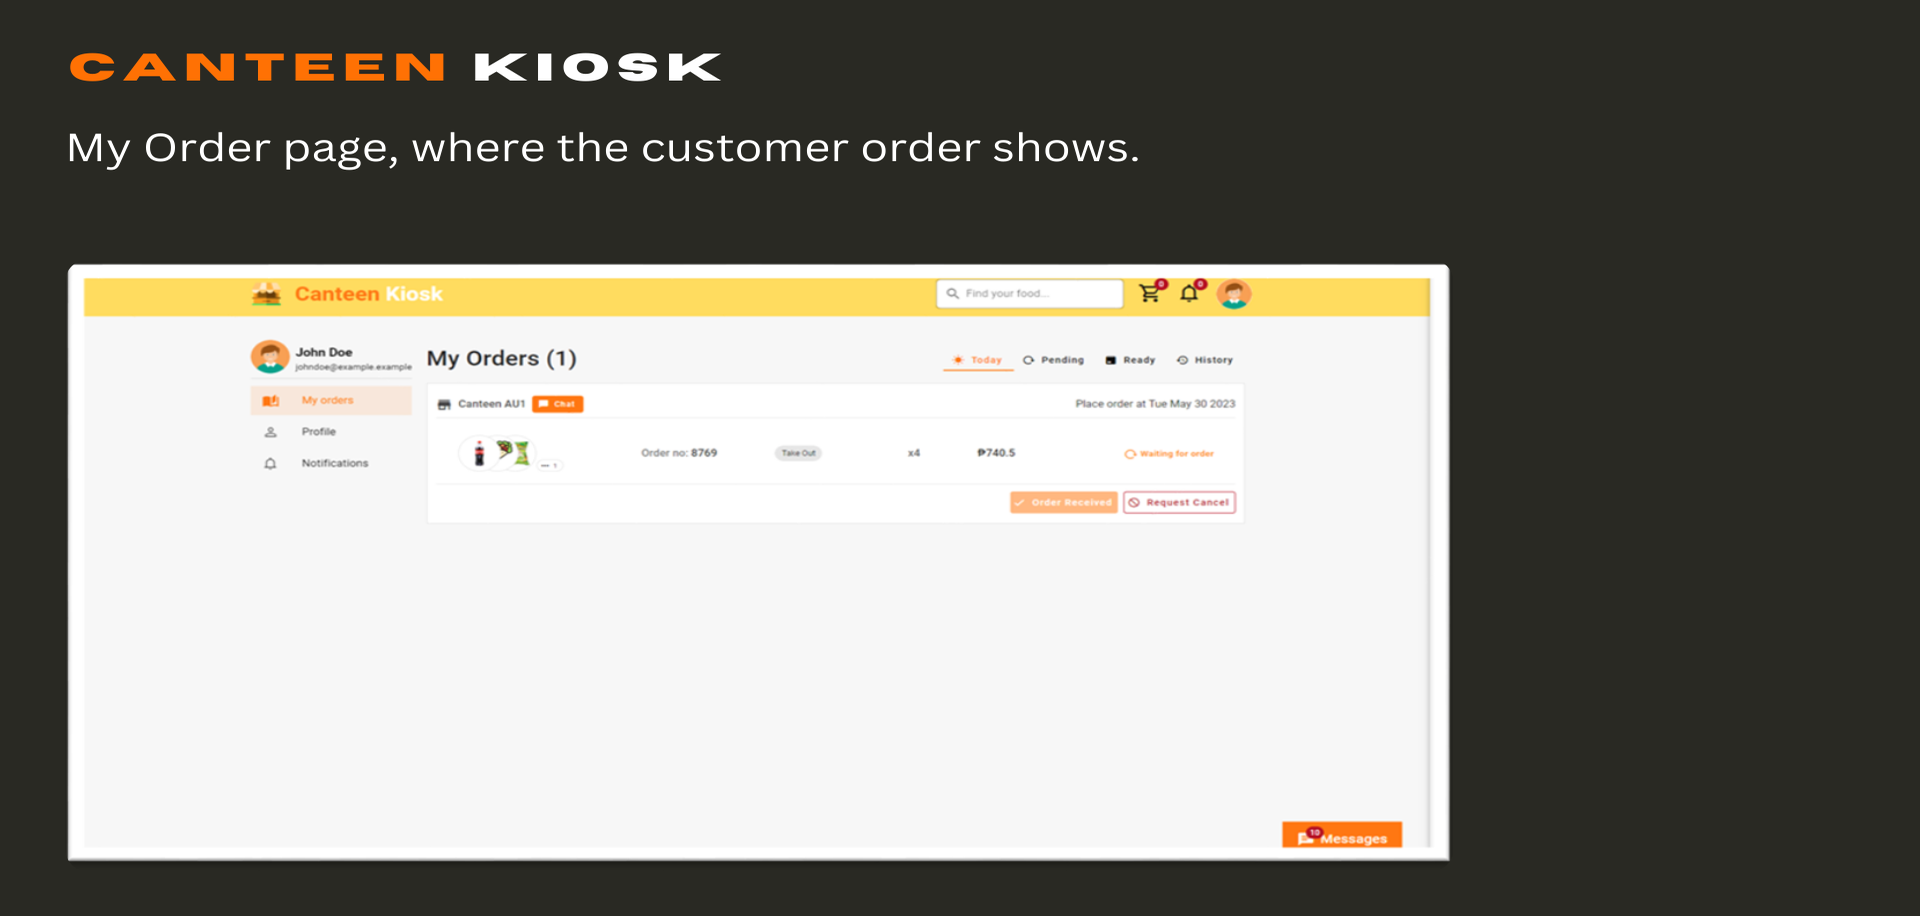 CANTEEN KIOSK
My Order page, where the customer order shows.
Canteen Kiosk
Find your food...
0
0
John Doe
johndoe@example.example
My orders
Profile
Notifications
My Orders (1)
Today
Pending
Ready
History
Canteen AU1
Chat
Place order at Tue May 30 2023
Order no: 8769
Take Out
x4
₱740.5
Waiting for order
1
Order Received
Request Cancel
10
Messages